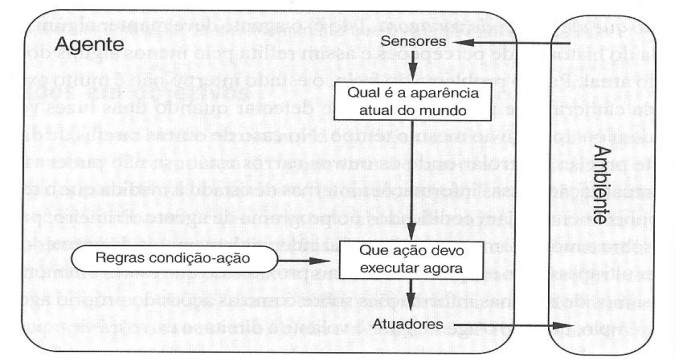 Agente
Sensores
Qual é a aparência
atual do mundo
Regras condição-ação
Que ação devo
executar agora
Atuadores
Ambiente